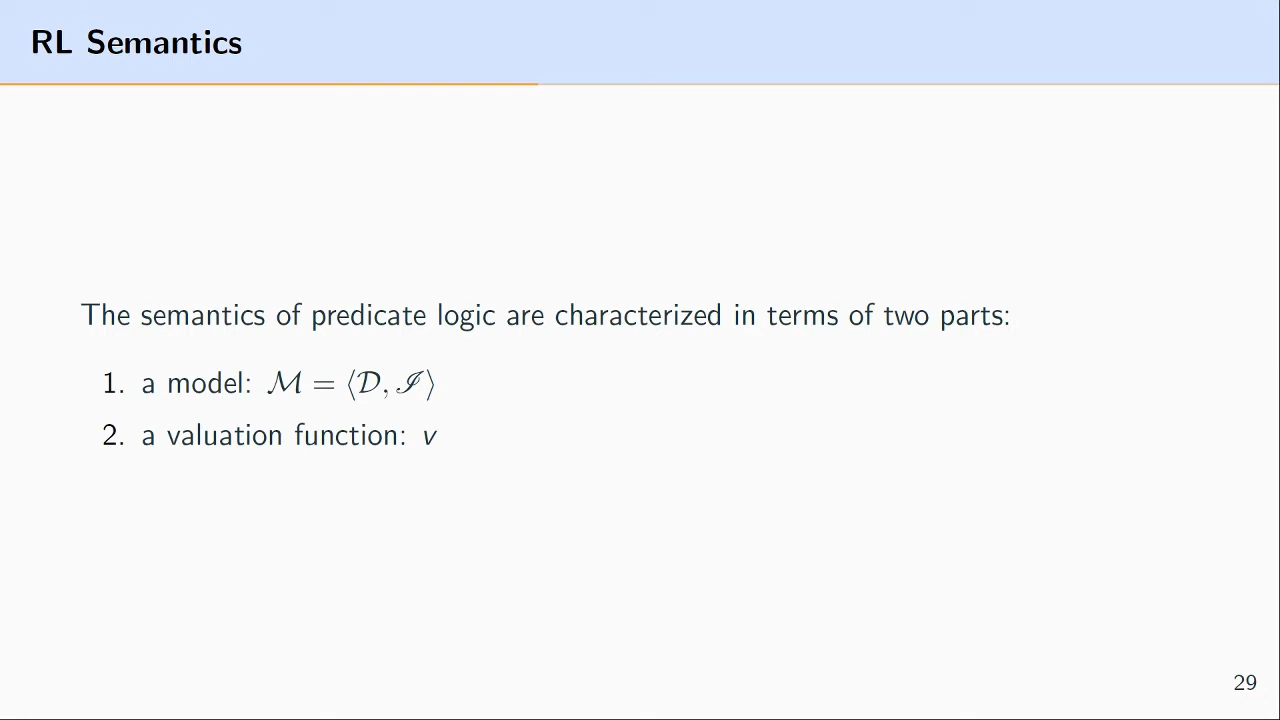 RL Semantics
The semantics of predicate logic are characterized in terms of two parts:
1. a model: ℳ = ⟨𝒟, ℐ⟩
2. a valuation function: v
29